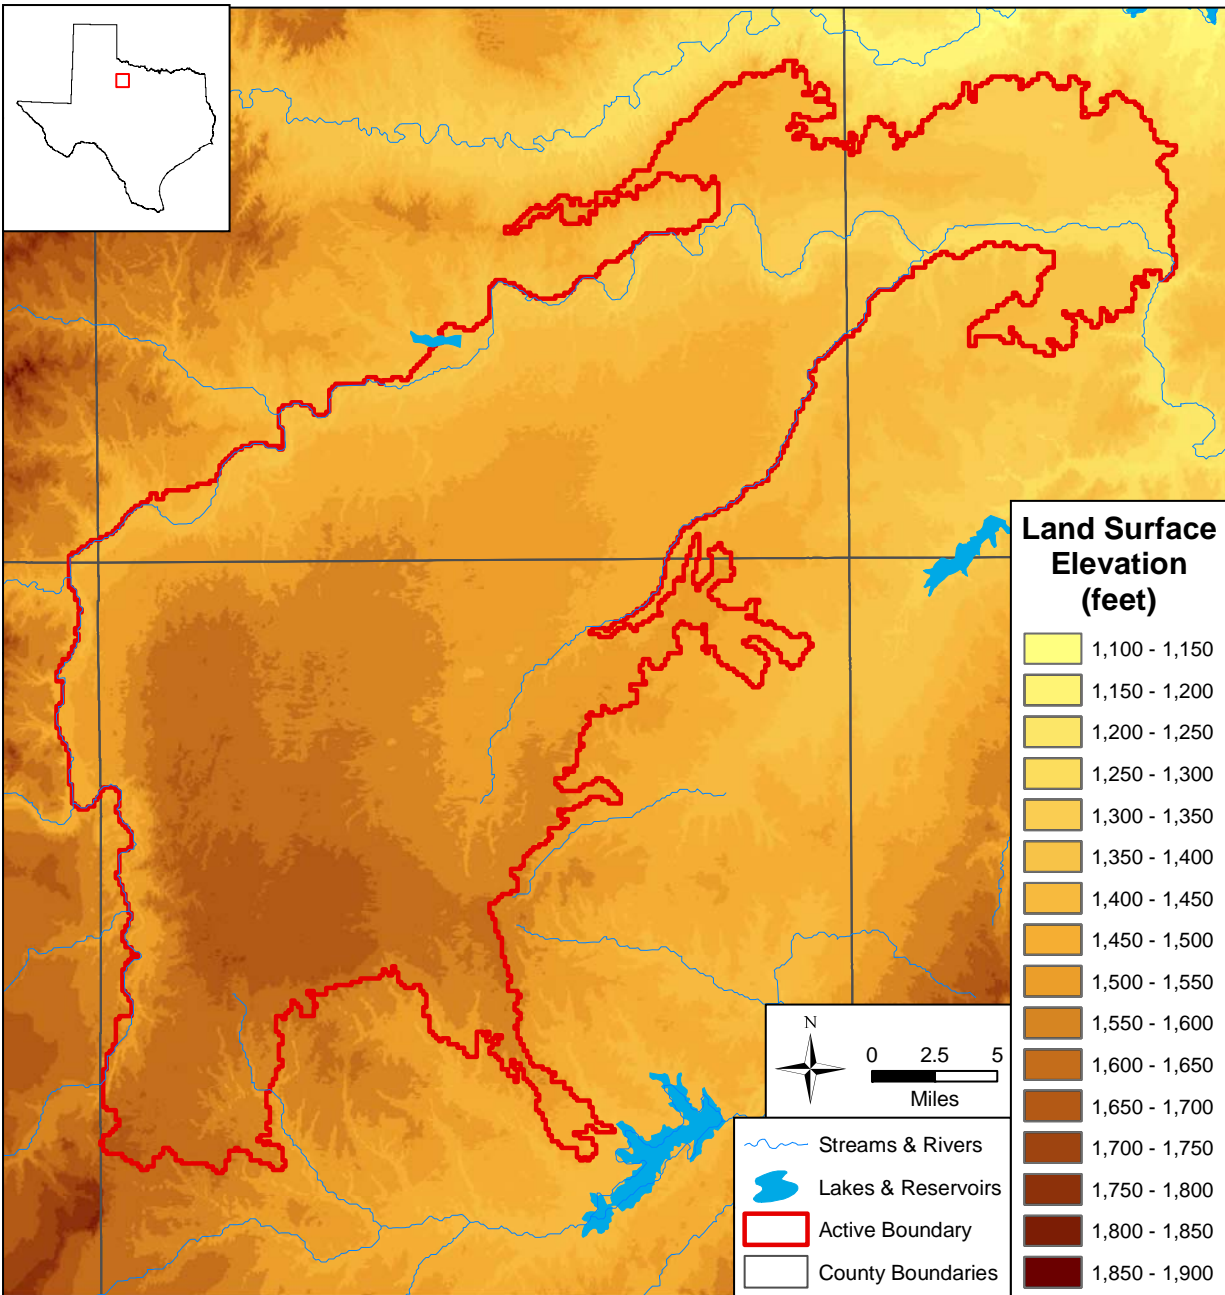 Land Surface
Elevation
(feet)
1,100 - 1,150
1,150 - 1,200
1,200 - 1,250
1,250 - 1,300
1,300 - 1,350
1,350 - 1,400
1,400 - 1,450
1,450 - 1,500
1,500 - 1,550
1,550 - 1,600
1,600 - 1,650
1,650 - 1,700
1,700 - 1,750
1,750 - 1,800
1,800 - 1,850
1,850 - 1,900
N
0 2.5 5
Miles
Streams & Rivers
Lakes & Reservoirs
Active Boundary
County Boundaries